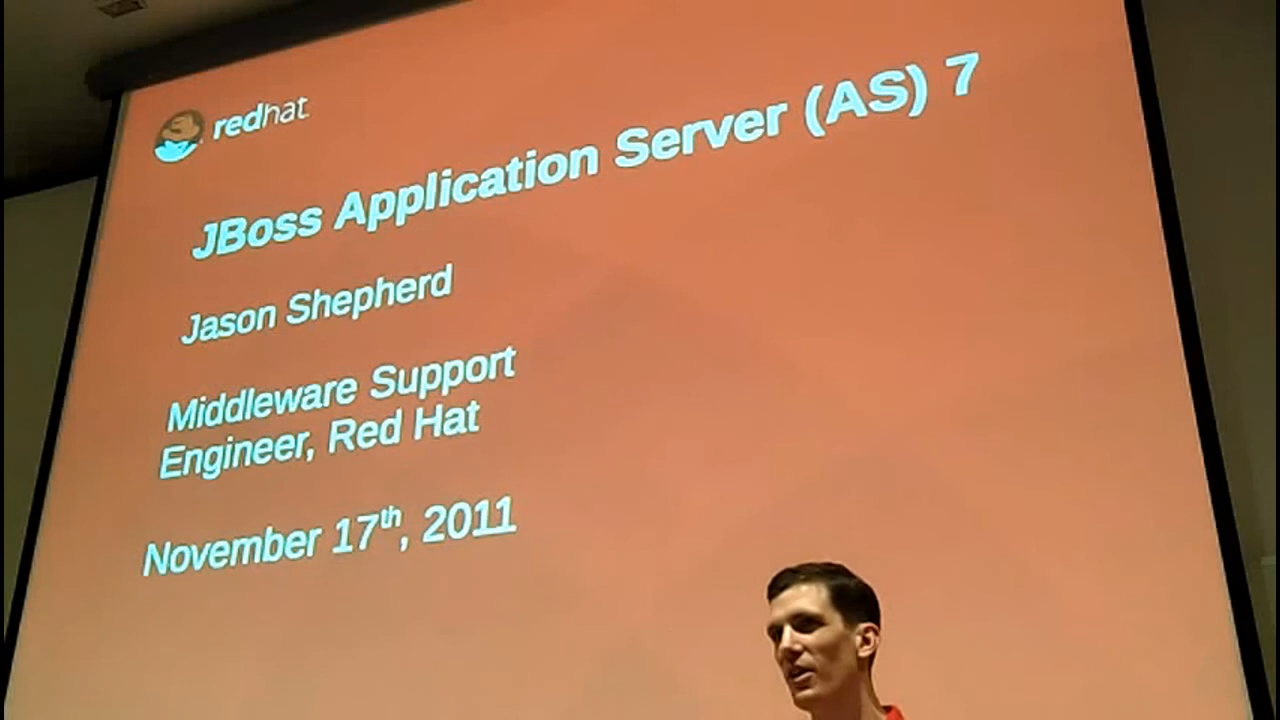 redhat
JBoss Application Server (AS) 7
Jason Shepherd
Middleware Support
Engineer, Red Hat
November 17th, 2011